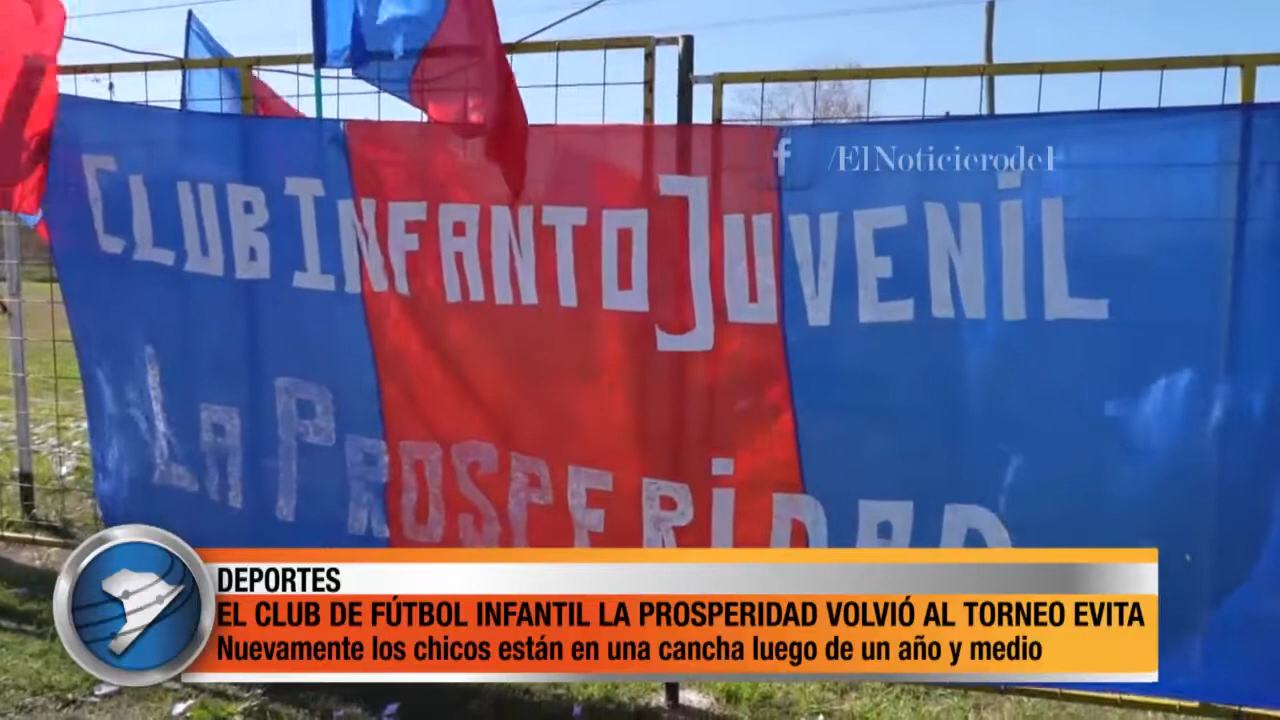 /ElNoticierodel
CLUB INFANTO JUVENIL
LA PROSPERIDAD
DEPORTES
EL CLUB DE FÚTBOL INFANTIL LA PROSPERIDAD VOLVIÓ AL TORNEO EVITA
Nuevamente los chicos están en una cancha luego de un año y medio